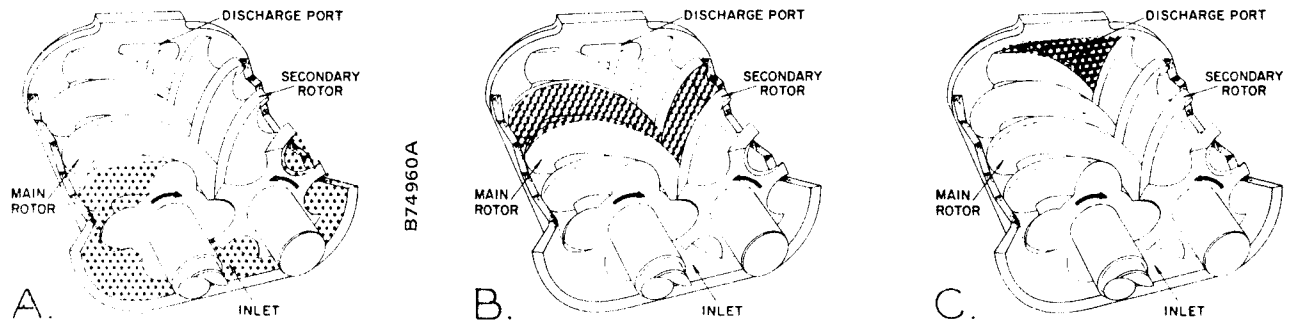 DISCHARGE PORT
SECONDARY
ROTOR
MAIN
ROTOR
INLET
A.
B74960A
DISCHARGE PORT
SECONDARY
ROTOR
MAIN
ROTOR
INLET
B.
DISCHARGE PORT
SECONDARY
ROTOR
MAIN
ROTOR
INLET
C.